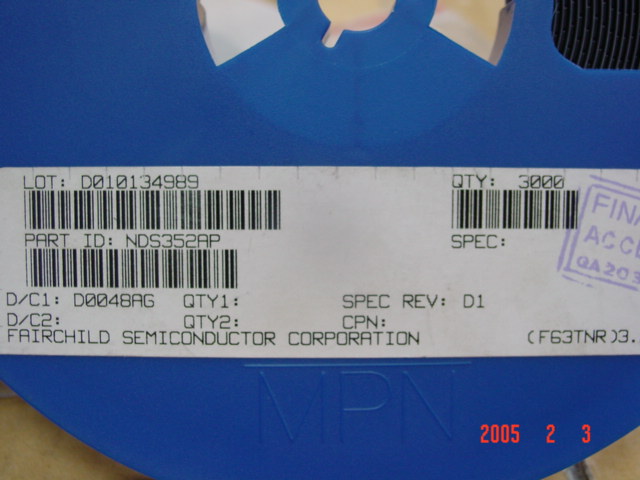 LOT: D010134989 QTY: 3000
PART ID: NDS352AP SPEC:
D/C1: D0048AG QTY1: SPEC REV: D1
D/C2: QTY2: CPN:
FAIRCHILD SEMICONDUCTOR CORPORATION (F63TNR)3.
MPN
2005 2 3